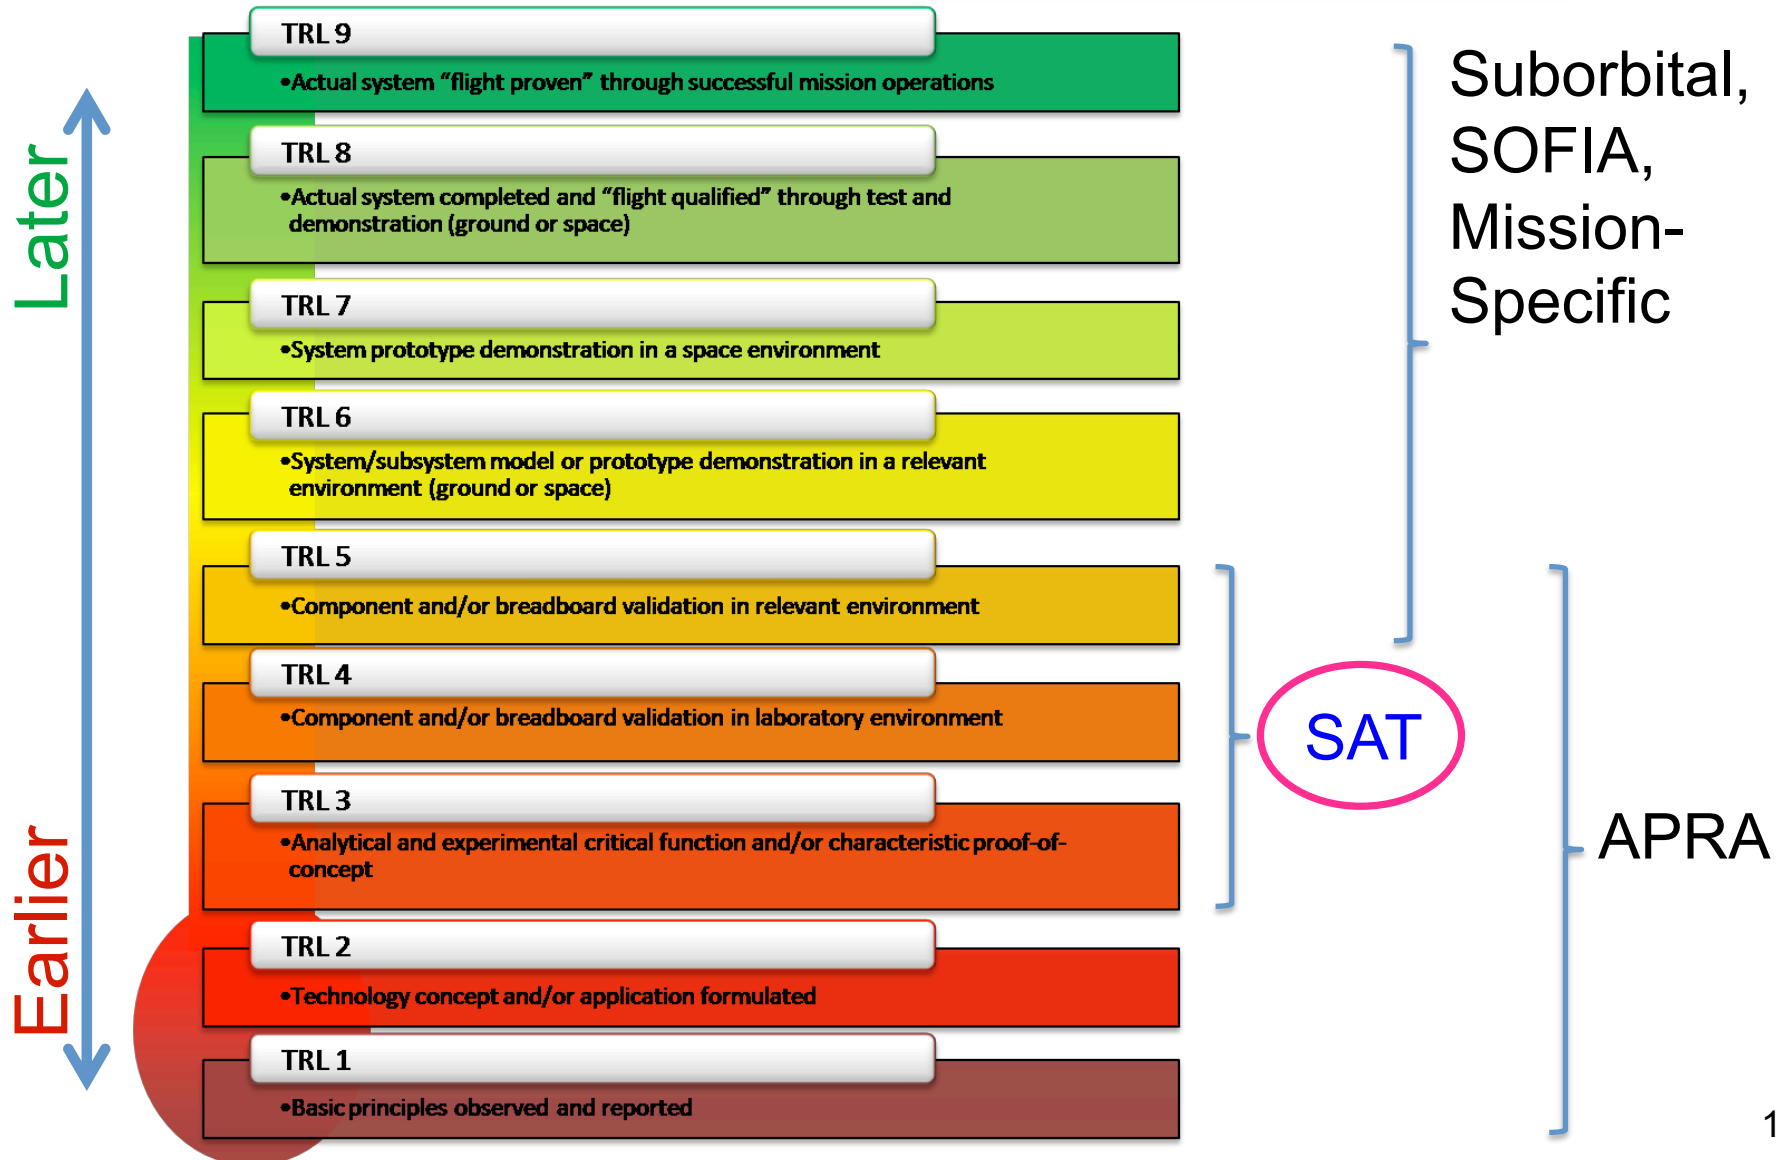 TRL 9
•Actual system “flight proven” through successful mission operations
TRL 8
•Actual system completed and “flight qualified” through test and
demonstration (ground or space)
TRL 7
•System prototype demonstration in a space environment
TRL 6
•System/subsystem model or prototype demonstration in a relevant
environment (ground or space)
TRL 5
•Component and/or breadboard validation in relevant environment
TRL 4
•Component and/or breadboard validation in laboratory environment
TRL 3
•Analytical and experimental critical function and/or characteristic proof-of-
concept
TRL 2
•Technology concept and/or application formulated
TRL 1
•Basic principles observed and reported
Later
Earlier
Suborbital,
SOFIA,
Mission-
Specific
SAT
APRA
1